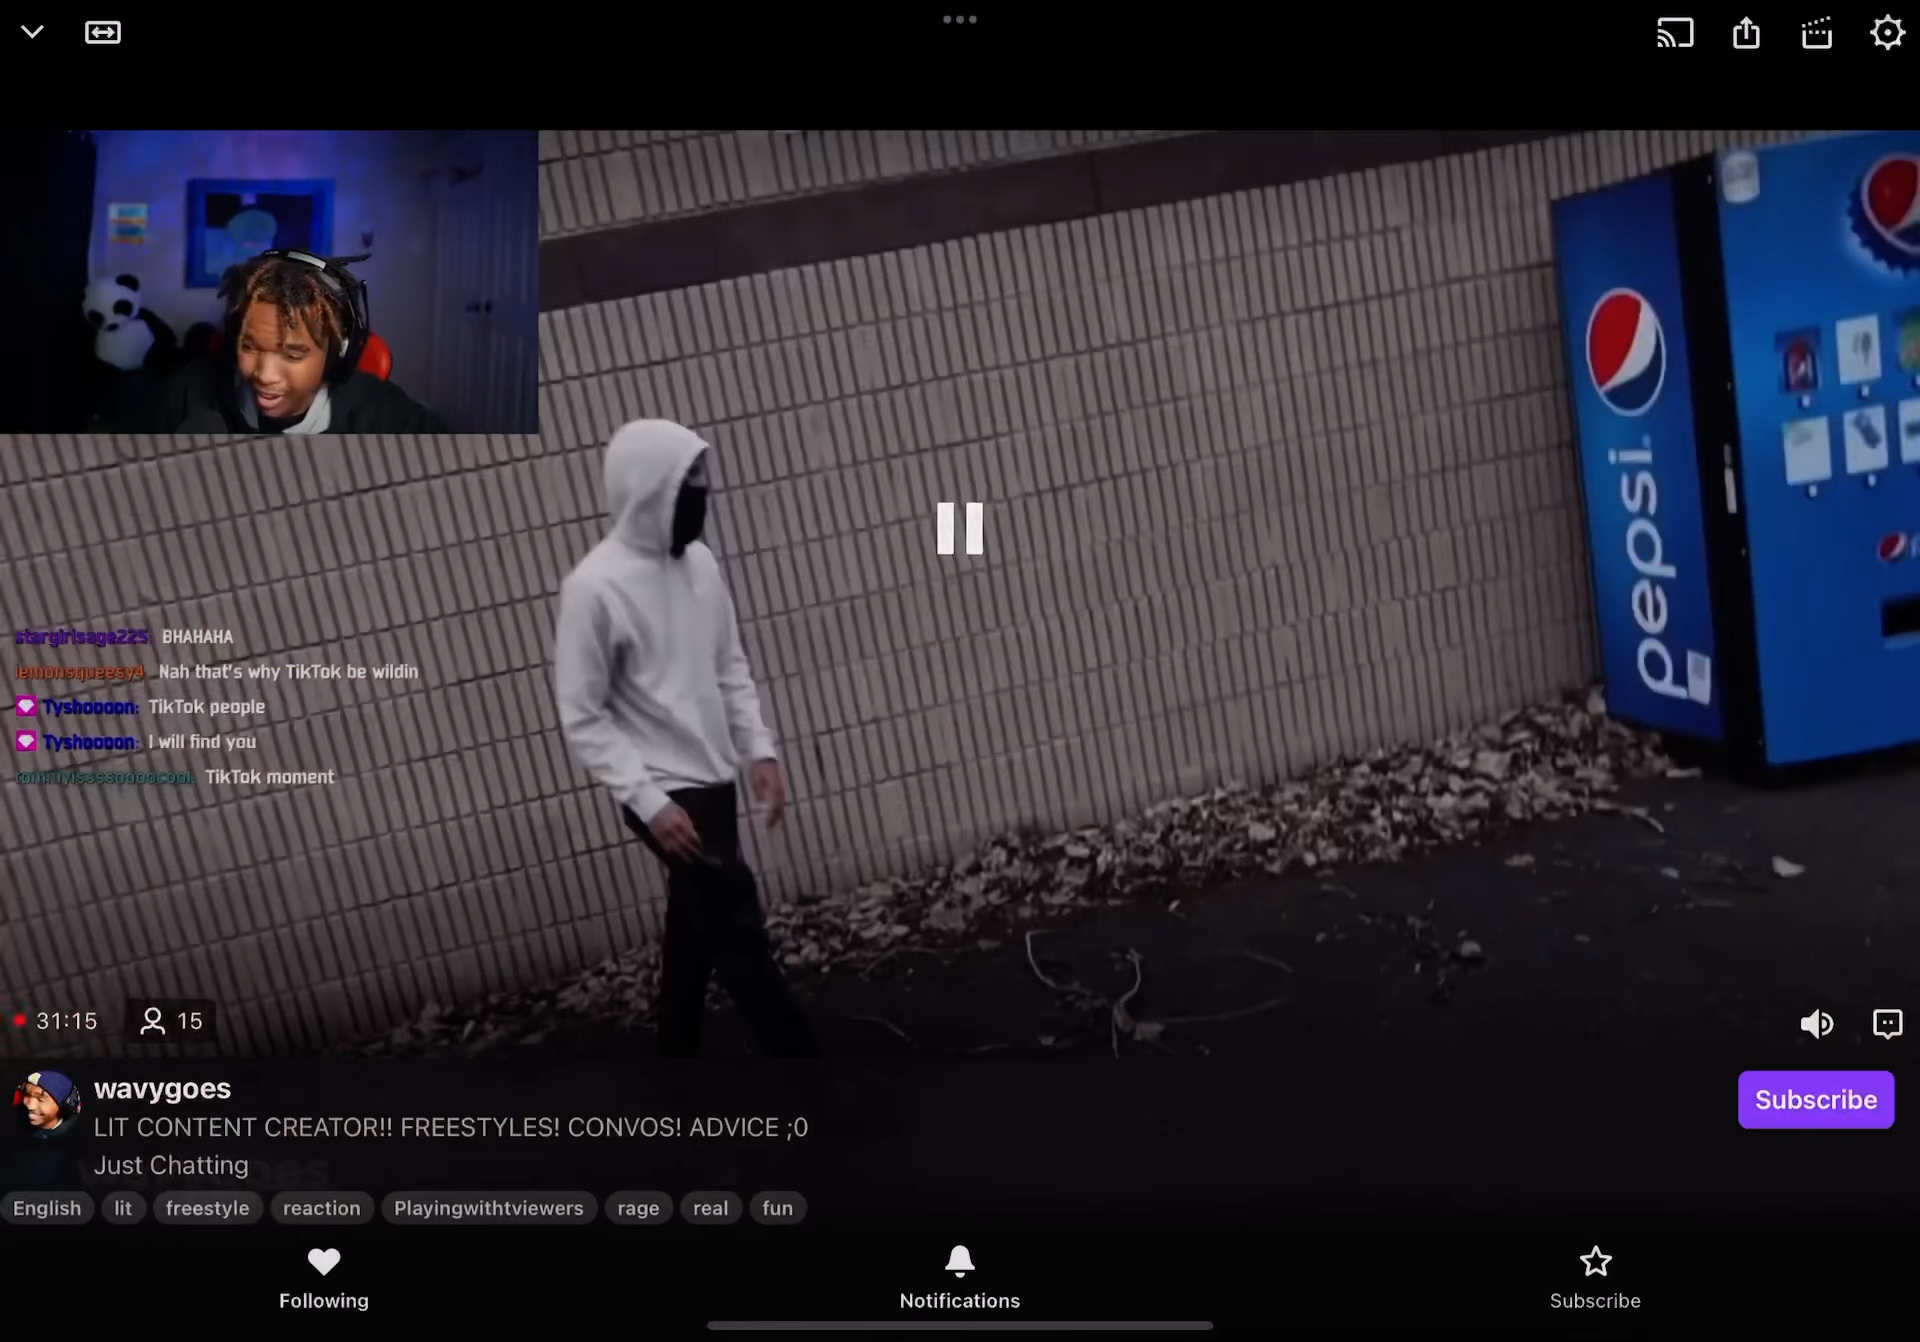 pepsi.
stargirlsage225: BHAHAHA
lemonsqueesy4 Nah that's why TikTok be wildin
Tyshoooon: TikTok people
Tyshoooon: I will find you
TikTok moment
31:15
15
wavygoes
Subscribe
LIT CONTENT CREATOR!! FREESTYLES! CONVOS! ADVICE ;0
Just Chatting
English lit freestyle reaction Playingwithtviewers rage real fun
Following
Notifications
Subscribe